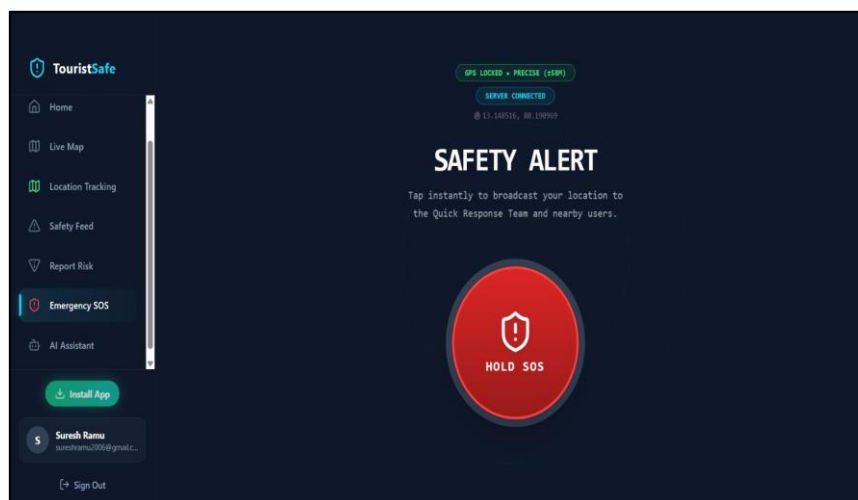 TouristSafe
Home
Live Map
Location Tracking
Safety Feed
Report Risk
Emergency SOS
AI Assistant
Install App
S
Suresh Ramu
sureshramu2006@gmail.c...
Sign Out
GPS LOCKED • PRECISE (±58M)
SERVER CONNECTED
@ 13.148516, 80.190969
SAFETY ALERT
Tap instantly to broadcast your location to
the Quick Response Team and nearby users.
HOLD SOS